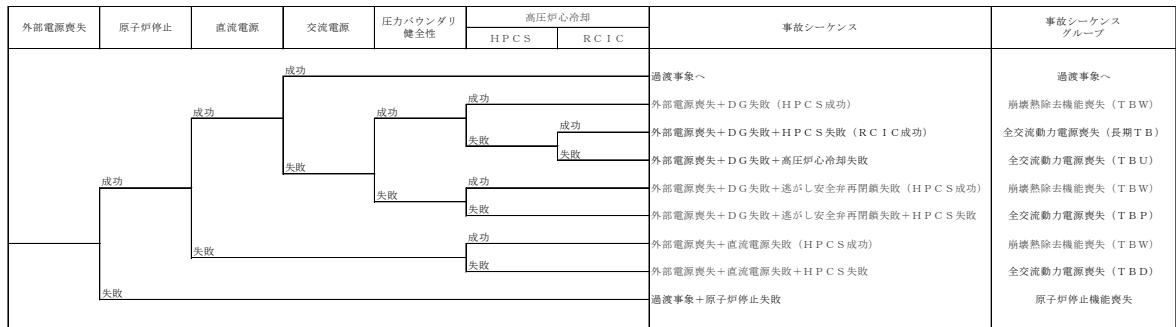 外部電源喪失 原子炉停止 直流電源 交流電源 圧力バウンダリ健全性 高圧炉心冷却 事故シーケンス 事故シーケンスグループ
ＨＰＣＳ ＲＣＩＣ
成功 過渡事象へ 過渡事象へ
成功 外部電源喪失＋ＤＧ失敗（ＨＰＣＳ成功） 崩壊熱除去機能喪失（ＴＢＷ）
成功 成功
成功 外部電源喪失＋ＤＧ失敗＋ＨＰＣＳ失敗（ＲＣＩＣ成功） 全交流動力電源喪失（長期ＴＢ）
失敗
失敗 外部電源喪失＋ＤＧ失敗＋高圧炉心冷却失敗 全交流動力電源喪失（ＴＢＵ）
失敗
成功 成功 外部電源喪失＋ＤＧ失敗＋逃がし安全弁再閉鎖失敗（ＨＰＣＳ成功） 崩壊熱除去機能喪失（ＴＢＷ）
失敗
失敗 外部電源喪失＋ＤＧ失敗＋逃がし安全弁再閉鎖失敗＋ＨＰＣＳ失敗 全交流動力電源喪失（ＴＢＰ）
成功 外部電源喪失＋直流電源失敗（ＨＰＣＳ成功） 崩壊熱除去機能喪失（ＴＢＷ）
失敗
失敗 外部電源喪失＋直流電源失敗＋ＨＰＣＳ失敗 全交流動力電源喪失（ＴＢＤ）
失敗 過渡事象＋原子炉停止失敗 原子炉停止機能喪失